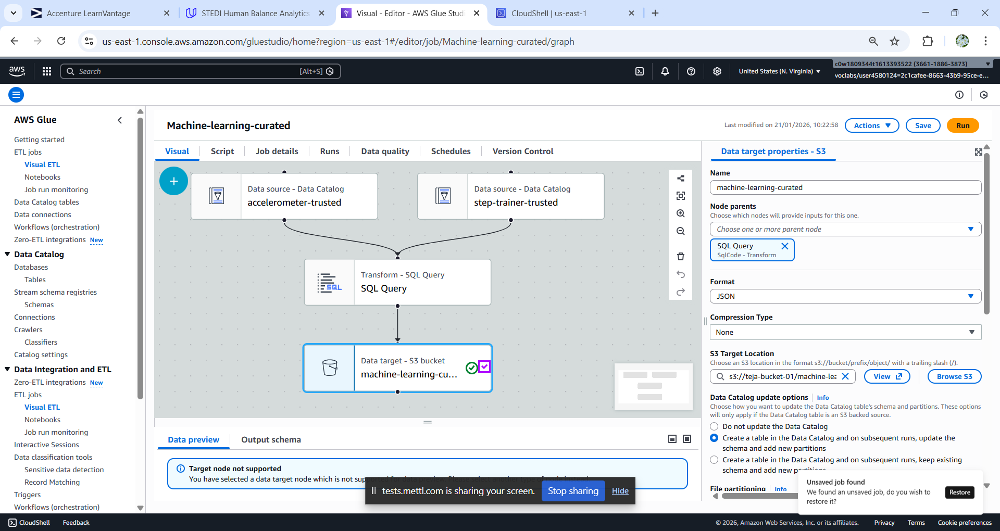 Accenture LearnVantage
STEDI Human Balance Analytics
Visual - Editor - AWS Glue Studi
CloudShell | us-east-1
us-east-1.console.aws.amazon.com/gluestudio/home?region=us-east-1#/editor/job/Machine-learning-curated/graph
aws
Search
[Alt+S]
United States (N. Virginia)
c0w1809344t1613393522 (3661-1886-3873)
voclabs/user4580124=2c1cafee-8663-43b9-95ce-e...
AWS Glue
Getting started
ETL jobs
Visual ETL
Notebooks
Job run monitoring
Data Catalog tables
Data connections
Workflows (orchestration)
Zero-ETL integrations New
Data Catalog
Databases
Tables
Stream schema registries
Schemas
Connections
Crawlers
Classifiers
Catalog settings
Data Integration and ETL
Zero-ETL integrations New
ETL jobs
Visual ETL
Notebooks
Job run monitoring
Interactive Sessions
Data classification tools
Sensitive data detection
Record Matching
Triggers
Workflows (orchestration)
Machine-learning-curated
Last modified on 21/01/2026, 10:22:58
Actions
Save
Run
Visual
Script
Job details
Runs
Data quality
Schedules
Version Control
Data source - Data Catalog
accelerometer-trusted
Data source - Data Catalog
step-trainer-trusted
SQL
Transform - SQL Query
SQL Query
Data target - S3 bucket
machine-learning-cu...
Data preview
Output schema
Target node not supported
You have selected a data target node which is not supported for data preview. Please select another type of node instead.
tests.mettl.com is sharing your screen.
Stop sharing
Hide
Data target properties - S3
Name
machine-learning-curated
Node parents
Choose which nodes will provide inputs for this one.
Choose one or more parent node
SQL Query
SqlCode - Transform
Format
JSON
Compression Type
None
S3 Target Location
Choose an S3 location in the format s3://bucket/prefix/object/ with a trailing slash (/).
s3://teja-bucket-01/machine-lea
View
Browse S3
Data Catalog update options Info
Choose how you want to update the Data Catalog table's schema and partitions. These options
will only apply if the Data Catalog table is an S3 backed source.
Do not update the Data Catalog
Create a table in the Data Catalog and on subsequent runs, update the
schema and add new partitions
Create a table in the Data Catalog and on subsequent runs, keep existing
schema and add new
File partitioning Info
Unsaved job found
We found an unsaved job, do you wish to
restore it?
Restore
CloudShell
Feedback
© 2026, Amazon Web Services, Inc. or its affiliates.
Privacy
Terms
Cookie preferences